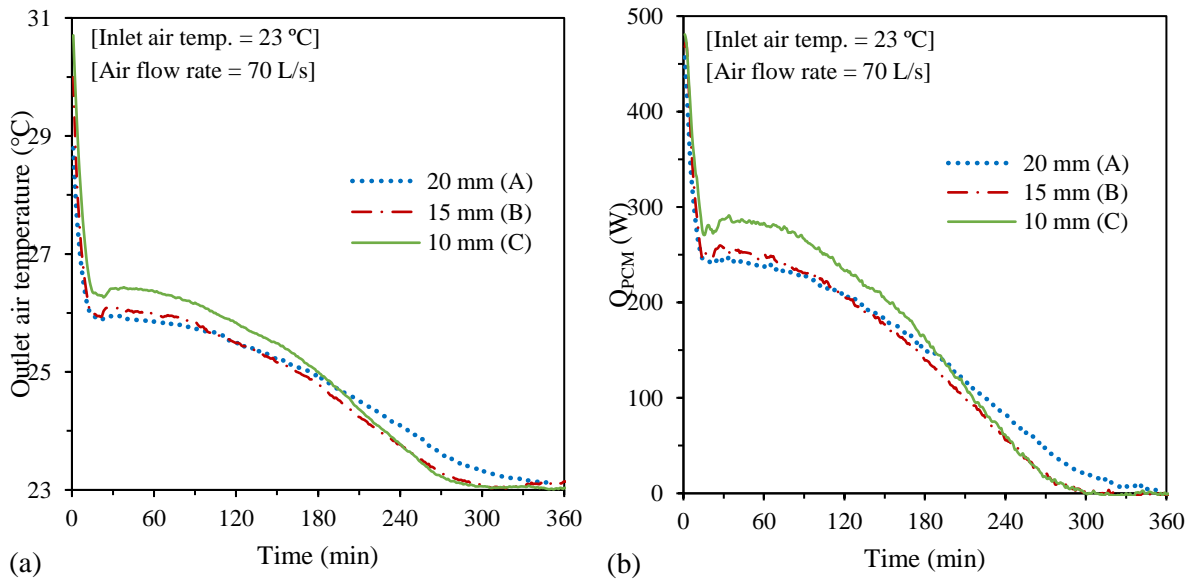 31
29
27
25
23
Outlet air temperature (°C)
[Inlet air temp. = 23 ºC]
[Air flow rate = 70 L/s]
20 mm (A)
15 mm (B)
10 mm (C)
0 60 120 180 240 300 360
Time (min)
(a)
500
400
300
200
100
0
Q_PCM (W)
[Inlet air temp. = 23 ºC]
[Air flow rate = 70 L/s]
20 mm (A)
15 mm (B)
10 mm (C)
0 60 120 180 240 300 360
Time (min)
(b)